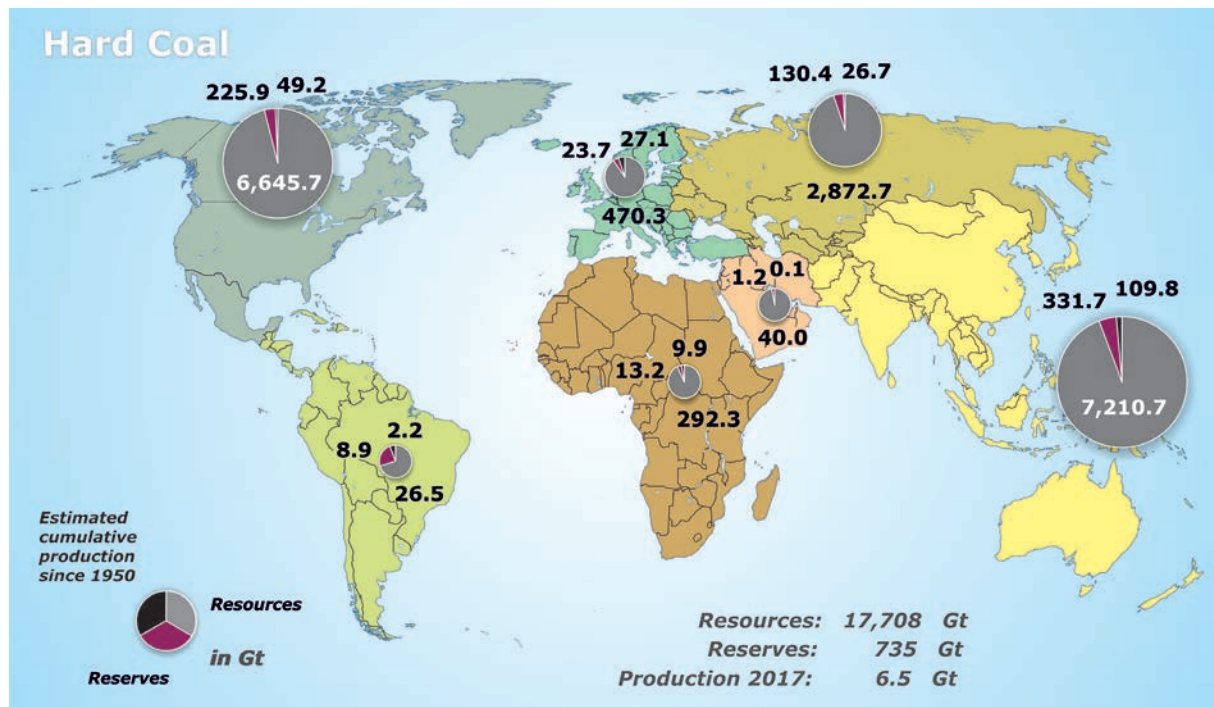 Hard Coal
225.9 49.2
6,645.7
130.4 26.7
2,872.7
23.7 27.1
470.3
1.2 0.1
40.0
331.7 109.8
7,210.7
9.9
13.2
292.3
2.2
8.9
26.5
Estimated
cumulative
production
since 1950
Resources
in Gt
Reserves
Resources: 17,708 Gt
Reserves: 735 Gt
Production 2017: 6.5 Gt